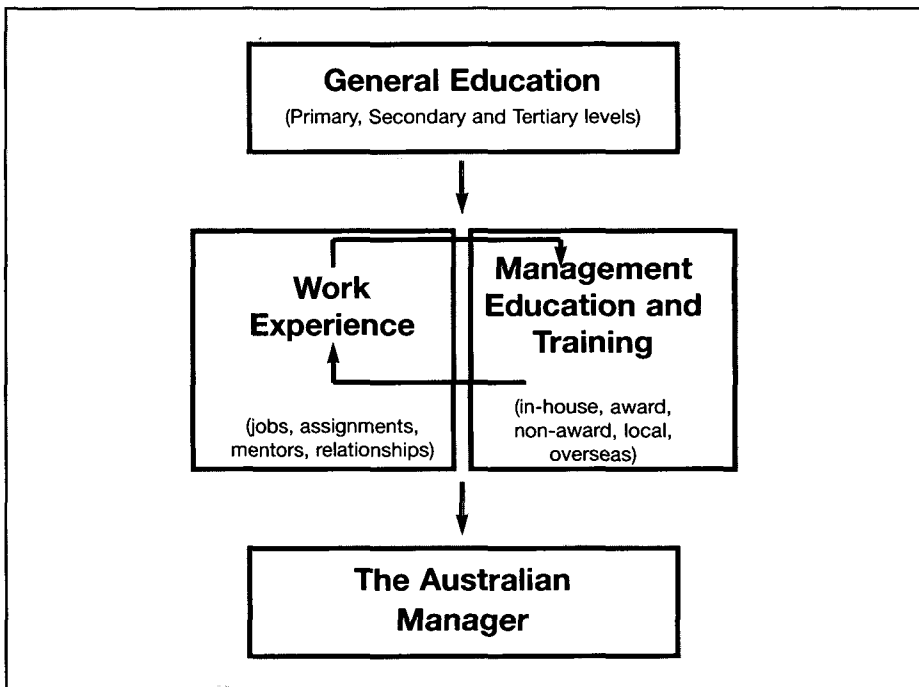 General Education
(Primary, Secondary and Tertiary levels)
Work
Experience
(jobs, assignments,
mentors, relationships)
Management
Education and
Training
(in-house, award,
non-award, local,
overseas)
The Australian
Manager